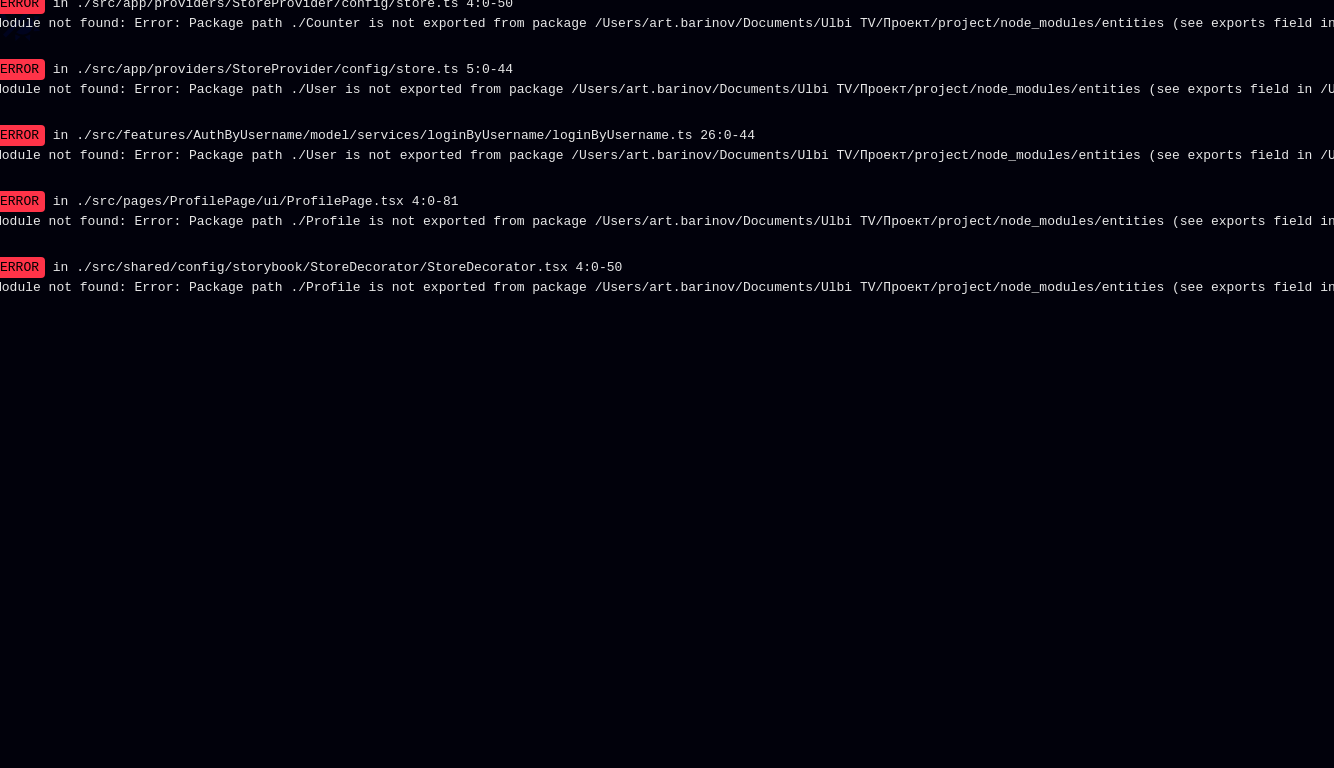 ERROR in ./src/app/providers/StoreProvider/config/store.ts 4:0-50
Module not found: Error: Package path ./Counter is not exported from package /Users/art.barinov/Documents/Ulbi TV/Проект/project/node_modules/entities (see exports field in
ERROR in ./src/app/providers/StoreProvider/config/store.ts 5:0-44
Module not found: Error: Package path ./User is not exported from package /Users/art.barinov/Documents/Ulbi TV/Проект/project/node_modules/entities (see exports field in /U
ERROR in ./src/features/AuthByUsername/model/services/loginByUsername/loginByUsername.ts 26:0-44
Module not found: Error: Package path ./User is not exported from package /Users/art.barinov/Documents/Ulbi TV/Проект/project/node_modules/entities (see exports field in /U
ERROR in ./src/pages/ProfilePage/ui/ProfilePage.tsx 4:0-81
Module not found: Error: Package path ./Profile is not exported from package /Users/art.barinov/Documents/Ulbi TV/Проект/project/node_modules/entities (see exports field in
ERROR in ./src/shared/config/storybook/StoreDecorator/StoreDecorator.tsx 4:0-50
Module not found: Error: Package path ./Profile is not exported from package /Users/art.barinov/Documents/Ulbi TV/Проект/project/node_modules/entities (see exports field in